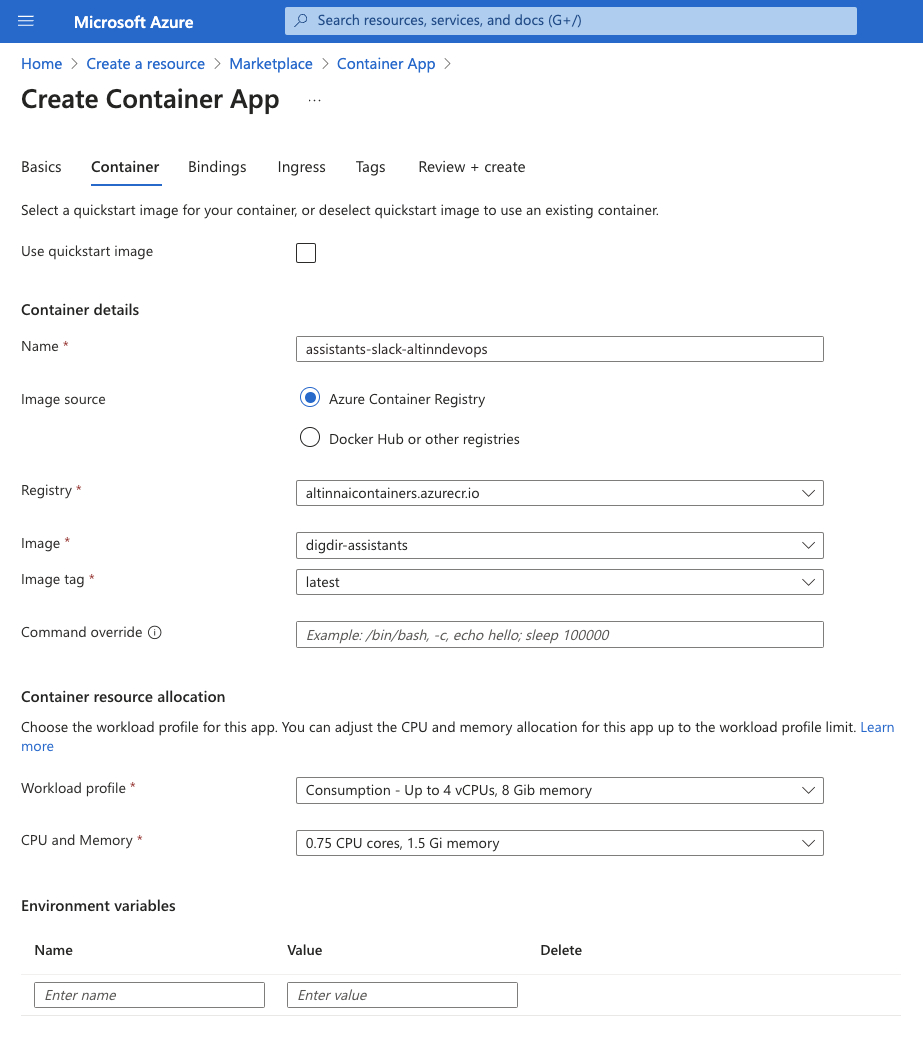 Microsoft Azure
Search resources, services, and docs (G+/)
Home > Create a resource > Marketplace > Container App >
Create Container App ...
Basics Container Bindings Ingress Tags Review + create
Select a quickstart image for your container, or deselect quickstart image to use an existing container.
Use quickstart image
Container details
Name *
assistants-slack-altinndevops
Image source
Azure Container Registry
Docker Hub or other registries
Registry *
altinnaicontainers.azurecr.io
Image *
digdir-assistants
Image tag *
latest
Command override
Example: /bin/bash, -c, echo hello; sleep 100000
Container resource allocation
Choose the workload profile for this app. You can adjust the CPU and memory allocation for this app up to the workload profile limit. Learn
more
Workload profile *
Consumption - Up to 4 vCPUs, 8 Gib memory
CPU and Memory *
0.75 CPU cores, 1.5 Gi memory
Environment variables
Name Value Delete
Enter name Enter value